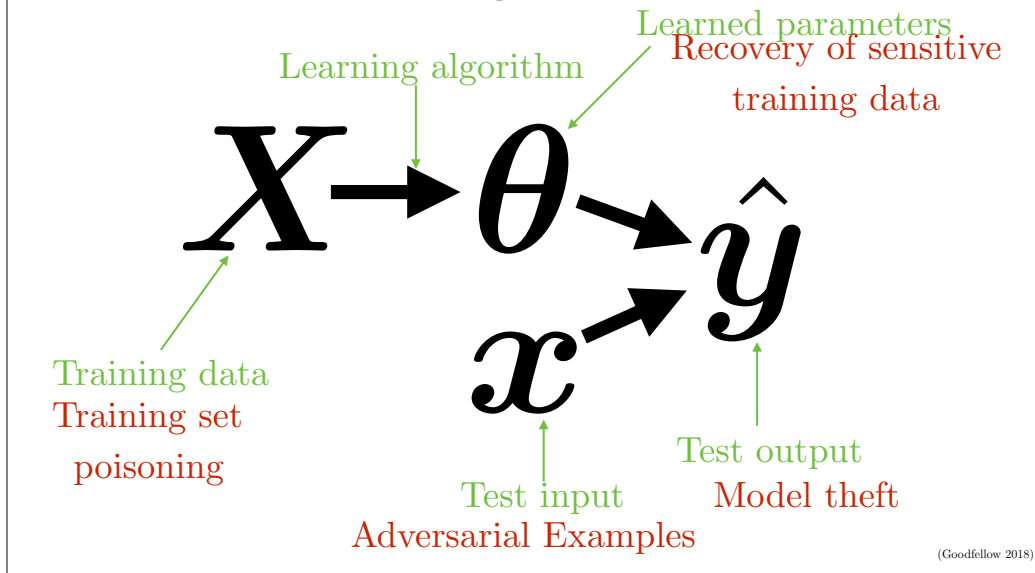 Learned parameters
Recovery of sensitive
training data
Learning algorithm
X
θ
ŷ
x
Training data
Training set
poisoning
Test output
Model theft
Test input
Adversarial Examples
(Goodfellow 2018)